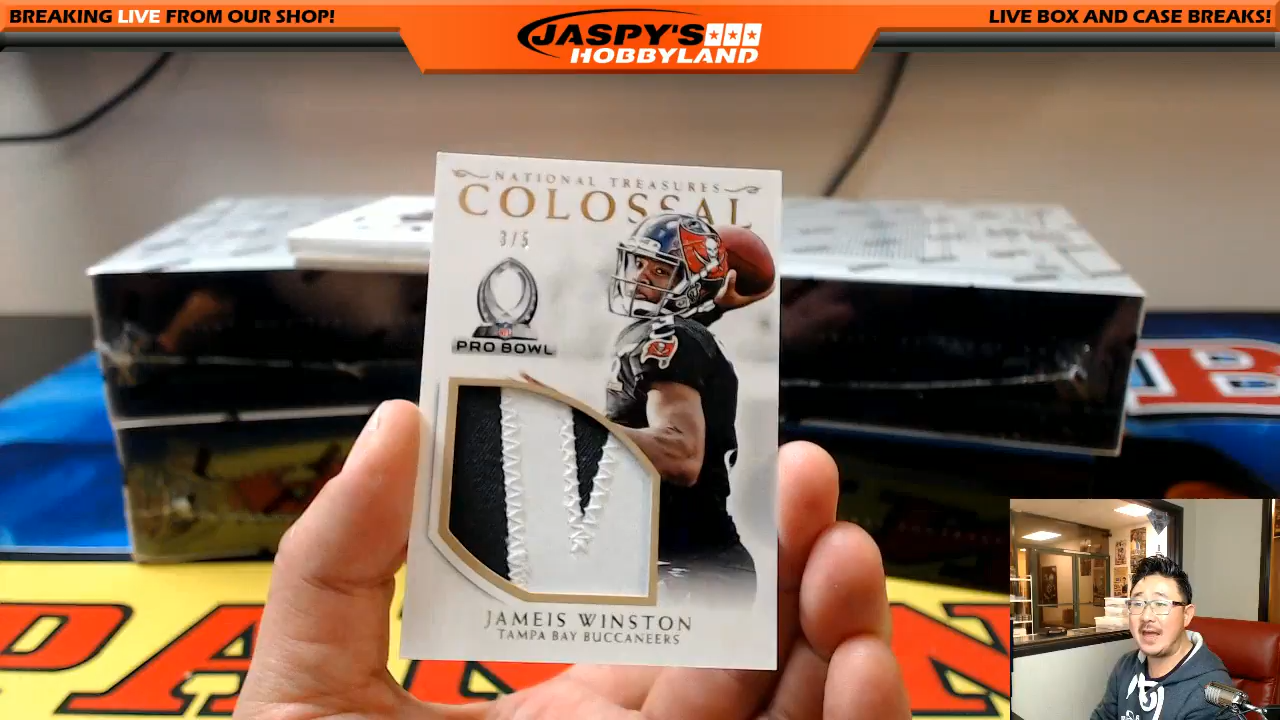 BREAKING LIVE FROM OUR SHOP!
JASPY'S
HOBBYLAND
LIVE BOX AND CASE BREAKS!
NATIONAL TREASURES
COLOSSAL
3/5
NFL
PRO BOWL
JAMEIS WINSTON
TAMPA BAY BUCCANEERS